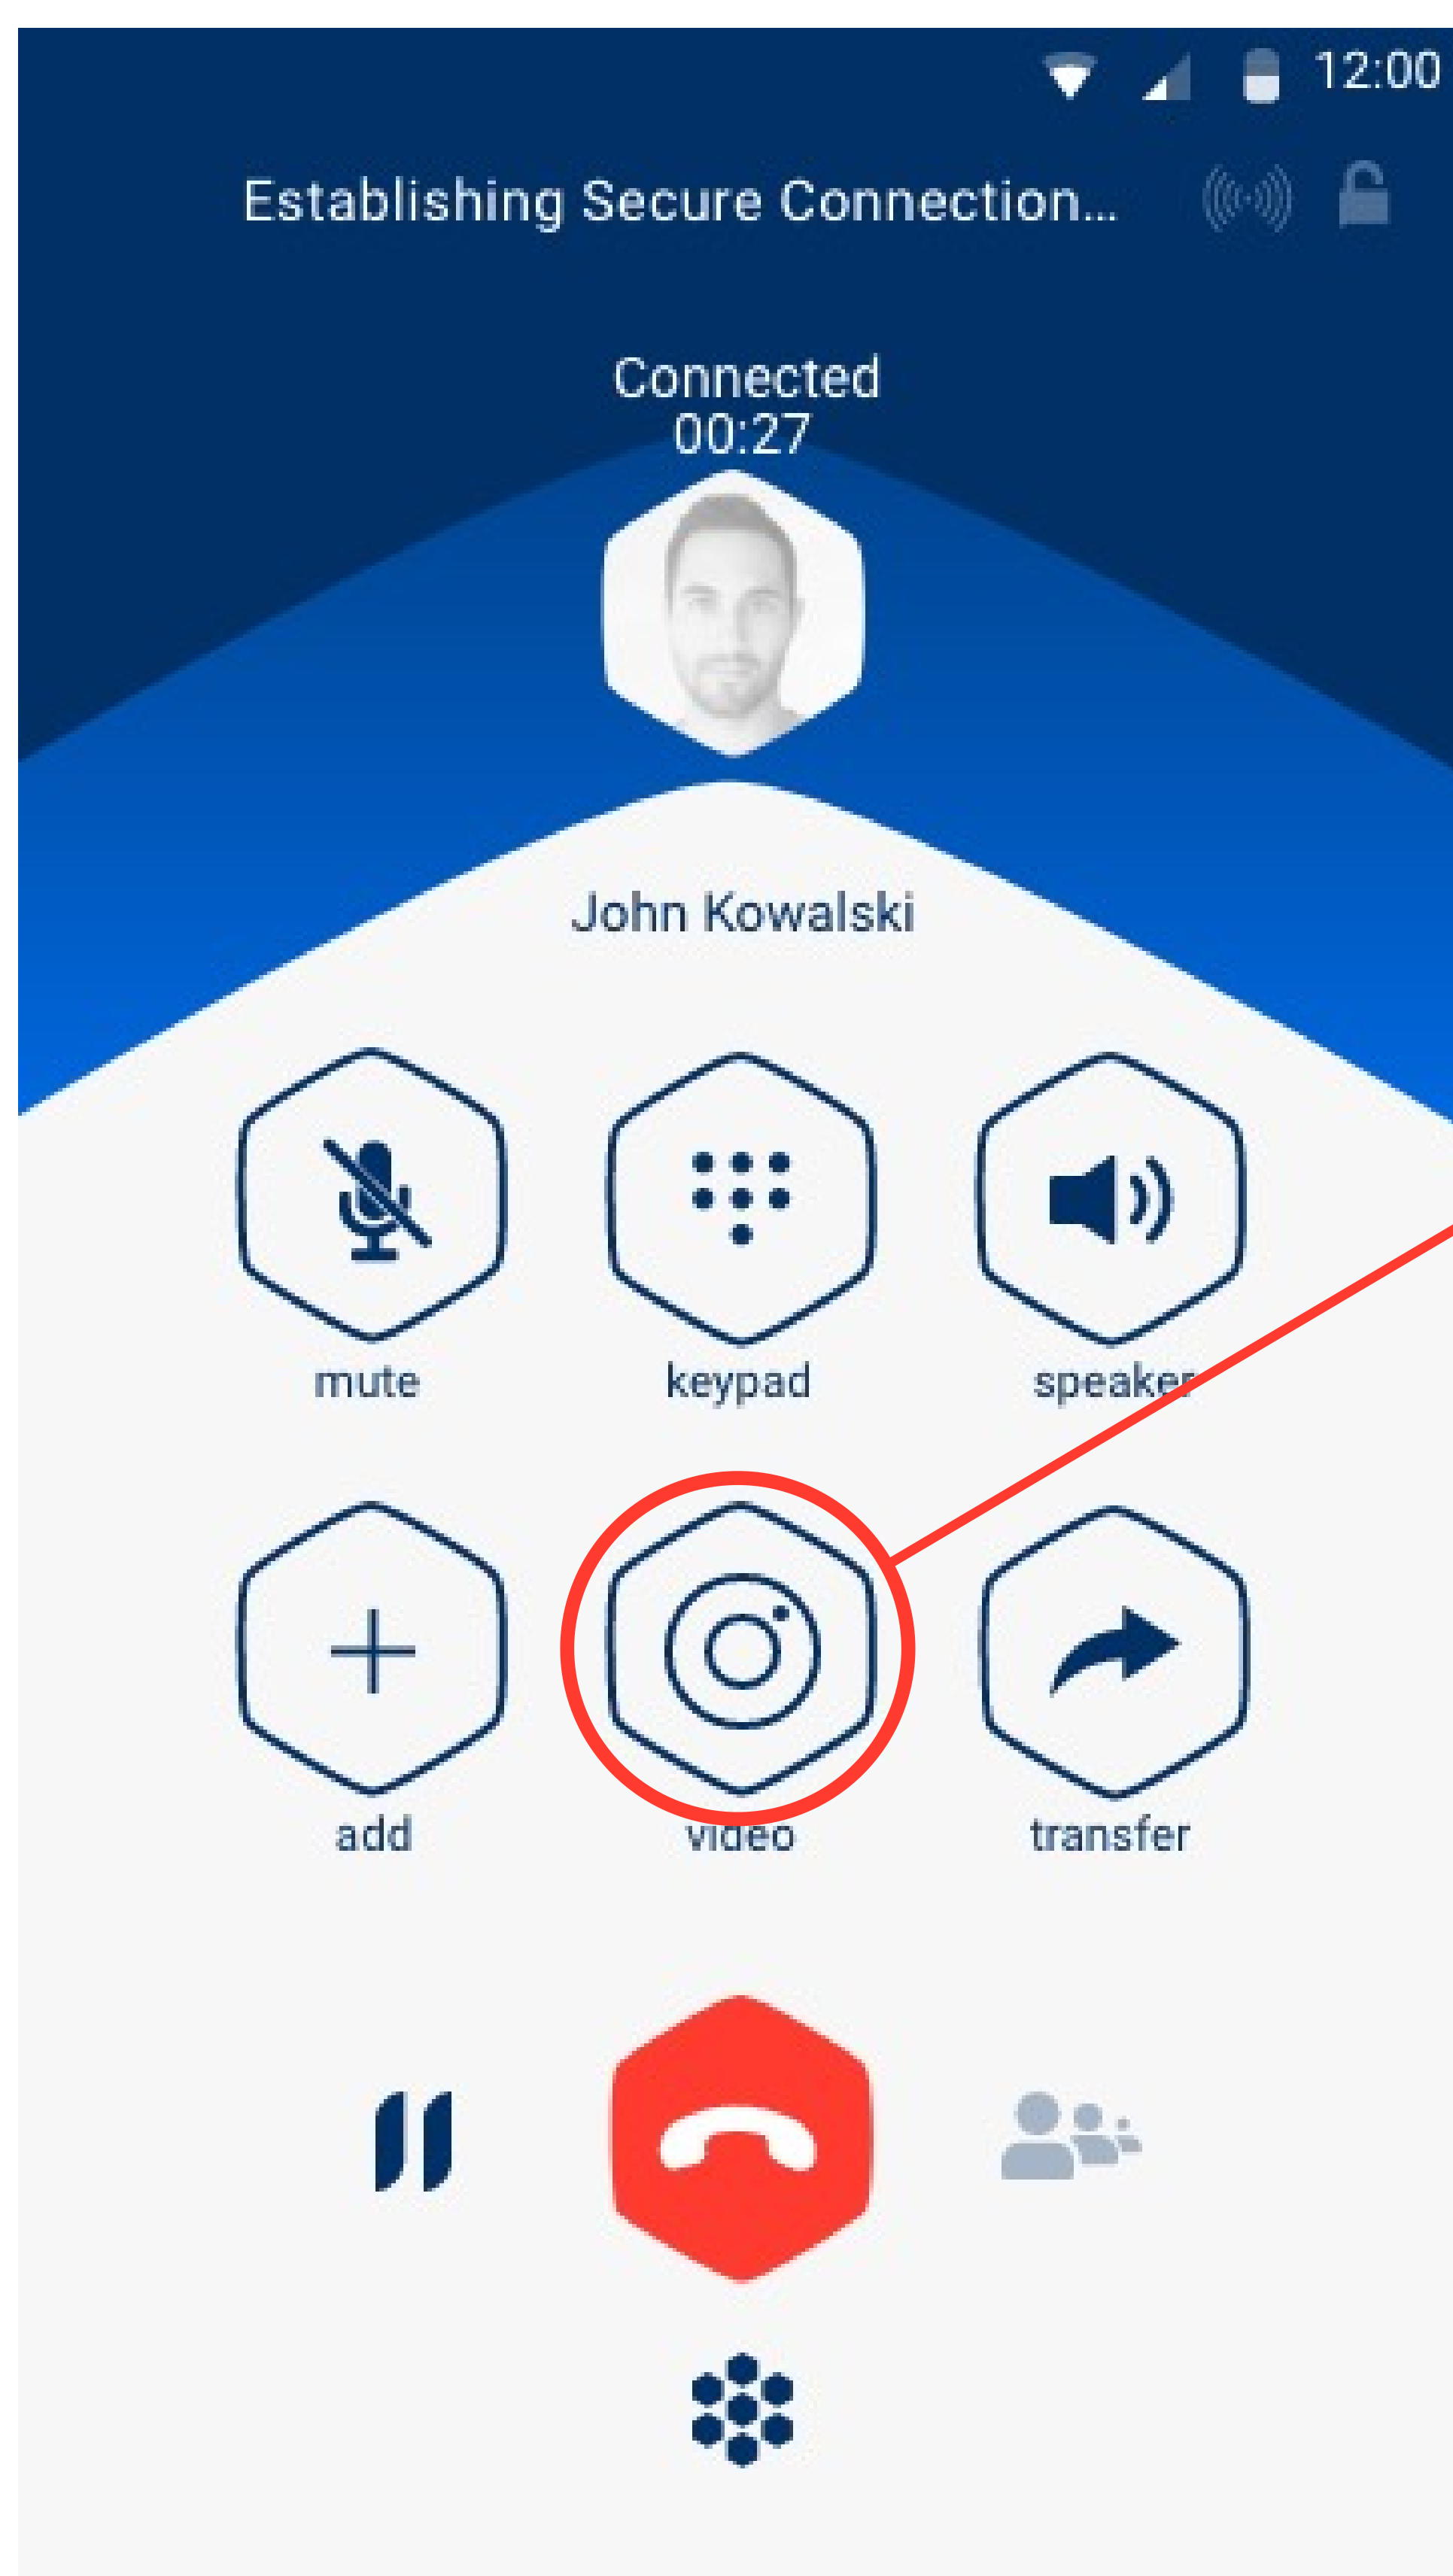 12:00
Establishing Secure Connection...
Connected
00:27
John Kowalski
mute keypad speaker
add video transfer